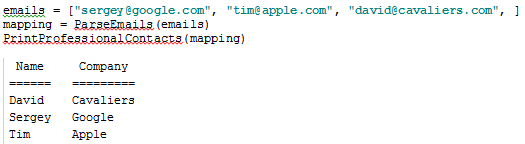 emails = ["sergey@google.com", "tim@apple.com", "david@cavaliers.com", ]
mapping = ParseEmails(emails)
PrintProfessionalContacts(mapping)
Name Company
====== =========
David Cavaliers
Sergey Google
Tim Apple